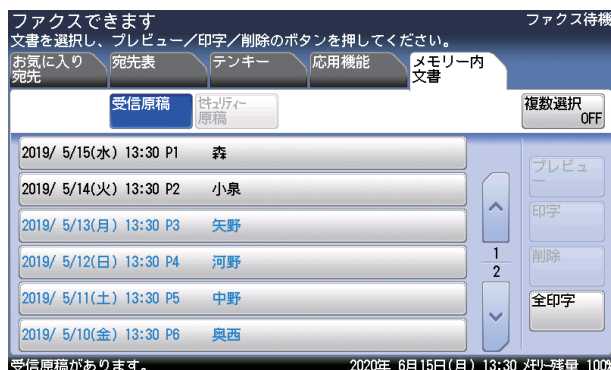 ファクスできます
ファクス待機
文書を選択し、プレビュー／印字／削除のボタンを押してください。
お気に入り
宛先
宛先表
テンキー
応用機能
メモリー内
文書
受信原稿
セキュリティー
原稿
複数選択
OFF
2019/ 5/15(水) 13:30 P1 森
2019/ 5/14(火) 13:30 P2 小泉
2019/ 5/13(月) 13:30 P3 矢野
2019/ 5/12(日) 13:30 P4 河野
2019/ 5/11(土) 13:30 P5 中野
2019/ 5/10(金) 13:30 P6 奥西
1
2
プレビュ
ー
印字
削除
全印字
受信原稿があります。
2020年 6月15日(月) 13:30 メモリー残量 100%